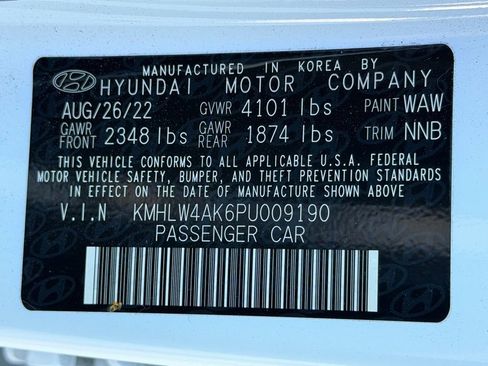 MANUFACTURED IN KOREA BY
HYUNDAI MOTOR COMPANY
AUG/26/22 GVWR 4101 lbs PAINT WAW
GAWR FRONT 2348 lbs GAWR REAR 1874 lbs TRIM NNB
THIS VEHICLE CONFORMS TO ALL APPLICABLE U.S.A. FEDERAL
MOTOR VEHICLE SAFETY, BUMPER, AND THEFT PREVENTION STANDARDS
IN EFFECT ON THE DATE OF MANUFACTURE SHOWN ABOVE
V.I.N KMHLW4AK6PU009190
PASSENGER CAR